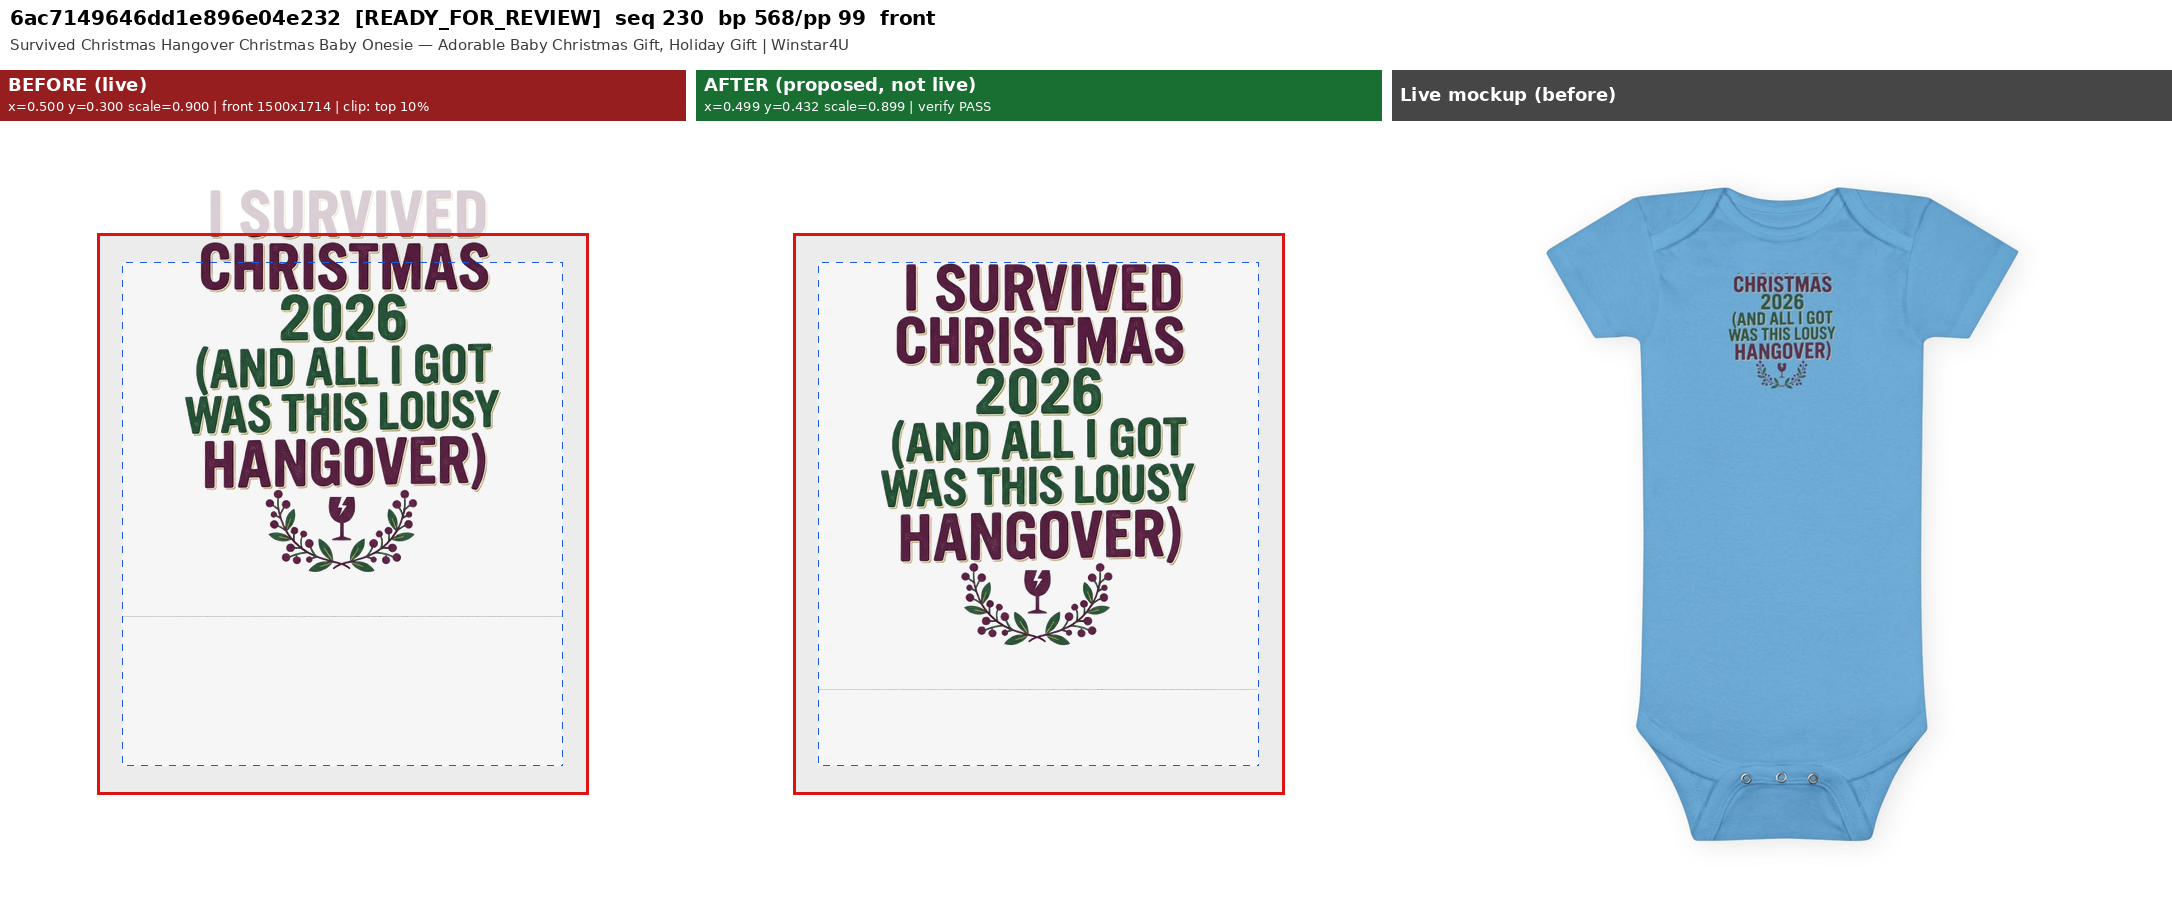 6ac7149646dd1e896e04e232 [READY_FOR_REVIEW] seq 230 bp 568/pp 99 front
Survived Christmas Hangover Christmas Baby Onesie — Adorable Baby Christmas Gift, Holiday Gift | Winstar4U
BEFORE (live)
x=0.500 y=0.300 scale=0.900 | front 1500x1714 | clip: top 10%
I SURVIVED
CHRISTMAS
2026
(AND ALL I GOT
WAS THIS LOUSY
HANGOVER)
AFTER (proposed, not live)
x=0.499 y=0.432 scale=0.899 | verify PASS
I SURVIVED
CHRISTMAS
2026
(AND ALL I GOT
WAS THIS LOUSY
HANGOVER)
Live mockup (before)
CHRISTMAS
2026
(AND ALL I GOT
WAS THIS LOUSY
HANGOVER)